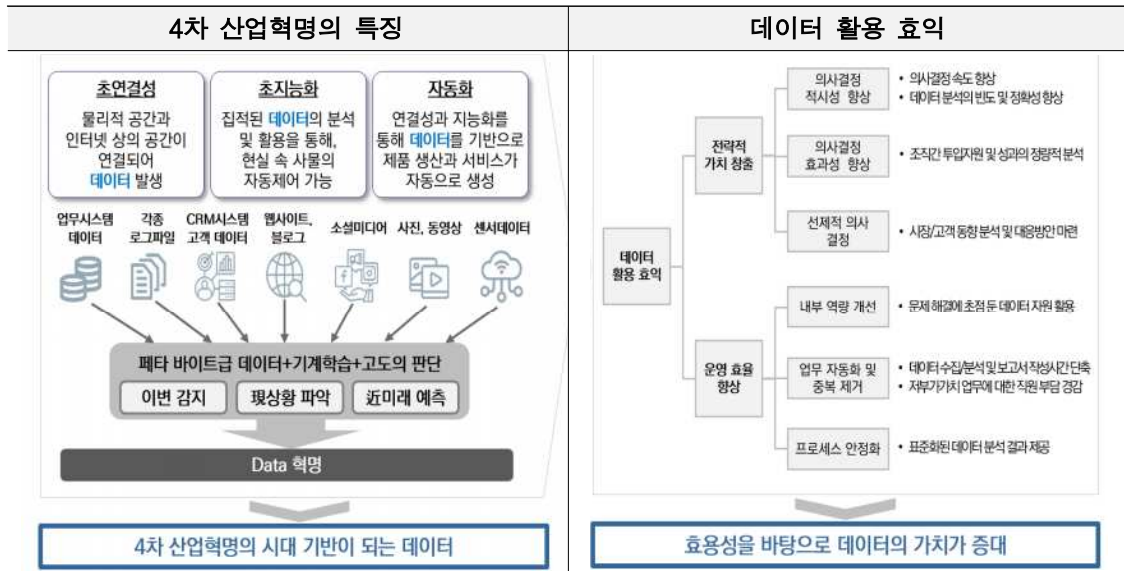 4차 산업혁명의 특징
초연결성
물리적 공간과
인터넷 상의 공간이
연결되어
데이터 발생
초지능화
집적된 데이터의 분석
및 활용을 통해,
현실 속 사물의
자동제어 가능
자동화
연결성과 지능화를
통해 데이터를 기반으로
제품 생산과 서비스가
자동으로 생성
업무시스템
데이터
각종
로그파일
CRM시스템
고객 데이터
웹사이트,
블로그
소셜미디어
사진, 동영상
센서데이터
페타 바이트급 데이터+기계학습+고도의 판단
이변 감지
現상황 파악
近미래 예측
Data 혁명
4차 산업혁명의 시대 기반이 되는 데이터
데이터 활용 효익
데이터
활용 효익
전략적
가치 창출
의사결정
적시성 향상
• 의사결정 속도 향상
• 데이터 분석의 빈도 및 정확성 향상
의사결정
효과성 향상
• 조직간 투입자원 및 성과의 정량적 분석
선제적 의사
결정
• 시장/고객 동향 분석 및 대응방안 마련
운영 효율
향상
내부 역량 개선
• 문제 해결에 초점 둔 데이터 자원 활용
업무 자동화 및
중복 제거
• 데이터 수집/분석 및 보고서 작성시간 단축
• 저부가가치 업무에 대한 직원 부담 경감
프로세스 안정화
• 표준화된 데이터 분석 결과 제공
효용성을 바탕으로 데이터의 가치가 증대